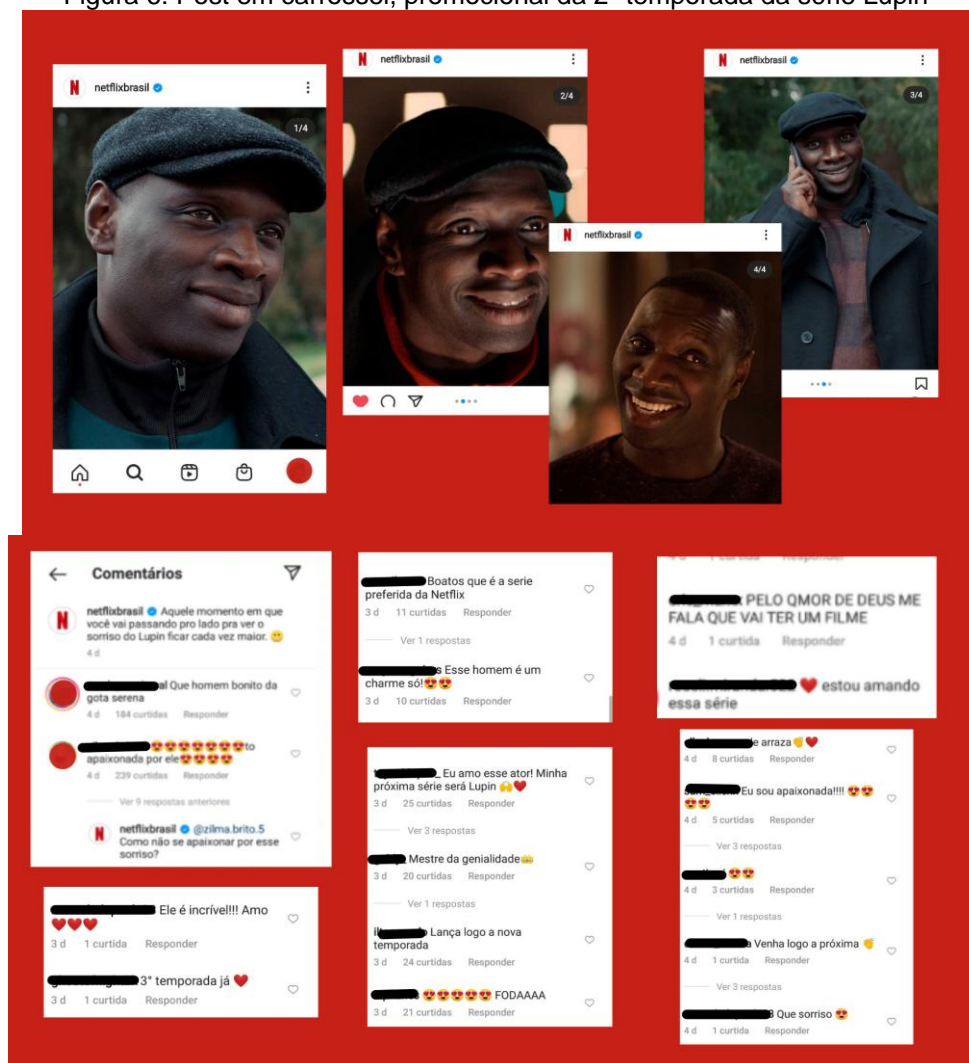 Figura 6: Post em carrossel, promocional da 2ª temporada da série Lupin
netflixbrasil
1/4
netflixbrasil
2/4
netflixbrasil
3/4
netflixbrasil
4/4
Comentários
netflixbrasil Aquele momento em que
você vai passando pro lado pra ver o
sorriso do Lupin ficar cada vez maior. 😬
4 d
al Que homem bonito da
gota serena
4 d 184 curtidas Responder
😍😍😍😍😍😍😍to
apaixonada por ele😍😍😍😍
4 d 239 curtidas Responder
Ver 9 respostas anteriores
netflixbrasil @zilma.brito.5
Como não se apaixonar por esse
sorriso?
Ele é incrível!!!! Amo
❤️❤️❤️
3 d 1 curtida Responder
3° temporada já ❤️
3 d 1 curtida Responder
Boatos que é a serie
preferida da Netflix
3 d 11 curtidas Responder
Ver 1 respostas
s Esse homem é um
charme só!😍😍
3 d 10 curtidas Responder
Eu amo esse ator! Minha
próxima série será Lupin 🙌❤️
3 d 25 curtidas Responder
Ver 3 respostas
Mestre da genialidade👑
3 d 20 curtidas Responder
Ver 1 respostas
Lança logo a nova
temporada
3 d 24 curtidas Responder
😍😍😍😍😍 FODAAAA
3 d 21 curtidas Responder
4 d 1 curtida Responder
PELO QMOR DE DEUS ME
FALA QUE VAI TER UM FILME
4 d 1 curtida Responder
❤️ estou amando
essa série
e arraza 👏❤️
4 d 8 curtidas Responder
Eu sou apaixonada!!!! 😍😍
😍😍
4 d 5 curtidas Responder
Ver 3 respostas
😍😍
4 d 3 curtidas Responder
Ver 1 respostas
a Venha logo a próxima 👏
4 d 1 curtida Responder
Ver 3 respostas
3 Que sorriso 😍
4 d 1 curtida Responder